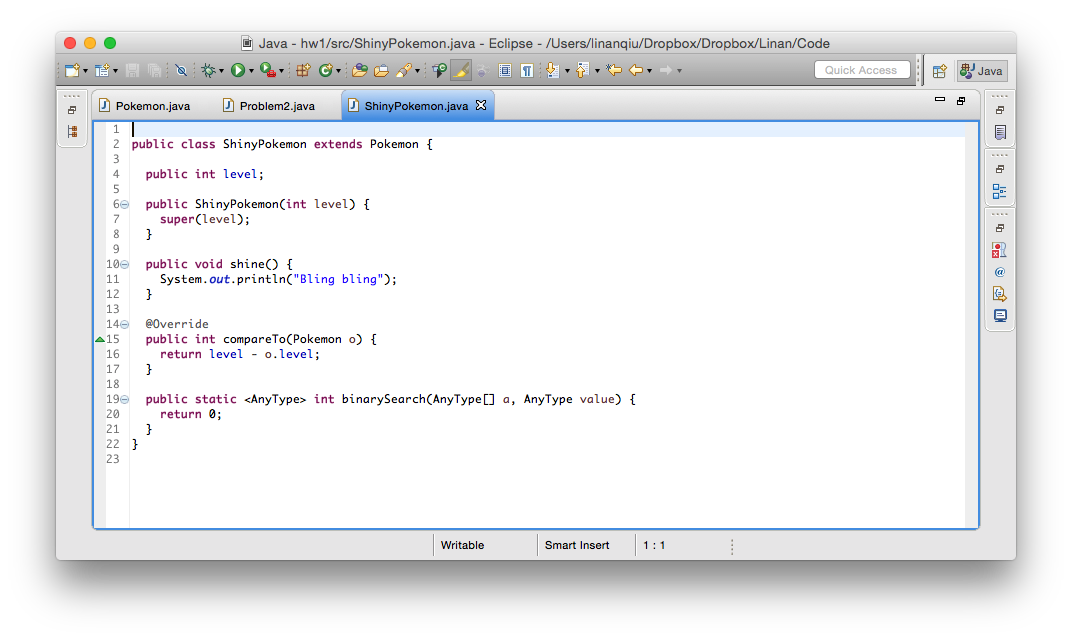 Java - hw1/src/ShinyPokemon.java - Eclipse - /Users/linanqiu/Dropbox/Dropbox/Linan/Code
Quick Access
Java
Pokemon.java
Problem2.java
ShinyPokemon.java
1
2 public class ShinyPokemon extends Pokemon {
3
4 public int level;
5
6 public ShinyPokemon(int level) {
7 super(level);
8 }
9
10 public void shine() {
11 System.out.println("Bling bling");
12 }
13
14 @Override
15 public int compareTo(Pokemon o) {
16 return level - o.level;
17 }
18
19 public static <AnyType> int binarySearch(AnyType[] a, AnyType value) {
20 return 0;
21 }
22 }
23
Writable
Smart Insert
1 : 1